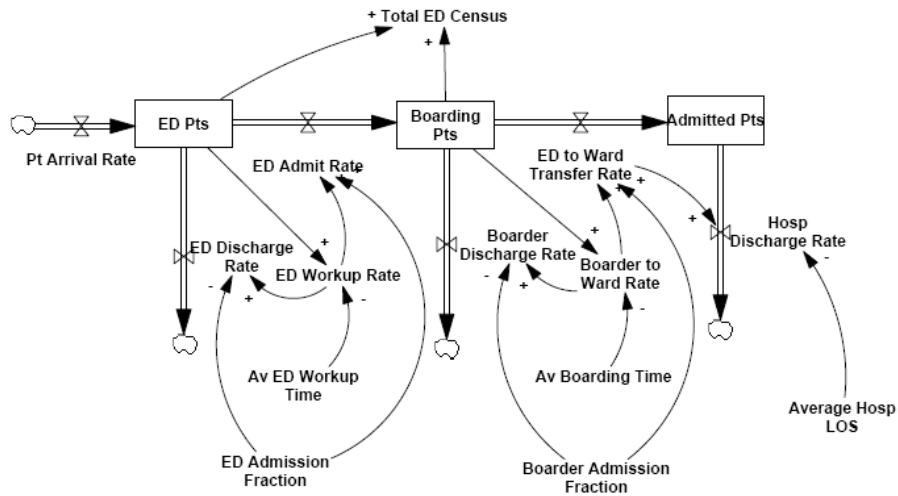 + Total ED Census
+
ED Pts
Boarding
Pts
Admitted Pts
Pt Arrival Rate
ED Admit Rate
+
+
ED to Ward
Transfer Rate
+
+
+
Hosp
Discharge Rate
-
ED Discharge
Rate
-
+
+
ED Workup Rate
-
Boarder
Discharge Rate
-
+
+
Boarder to
Ward Rate
-
Av ED Workup
Time
Av Boarding Time
Average Hosp
LOS
ED Admission
Fraction
Boarder Admission
Fraction